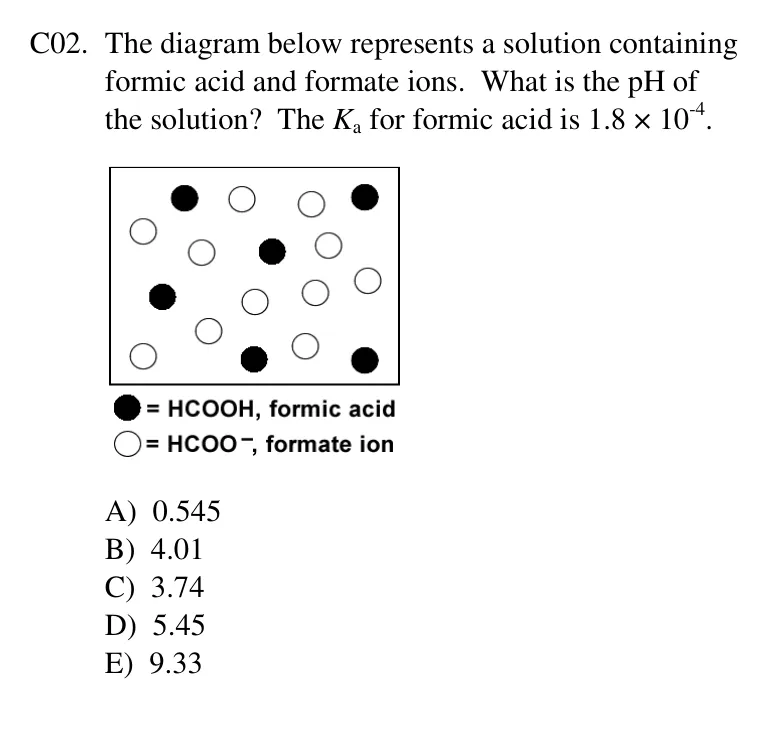 C02. The diagram below represents a solution containing
formic acid and formate ions. What is the pH of
the solution? The Kₐ for formic acid is 1.8 × 10⁻⁴.
= HCOOH, formic acid
= HCOO⁻, formate ion
A) 0.545
B) 4.01
C) 3.74
D) 5.45
E) 9.33